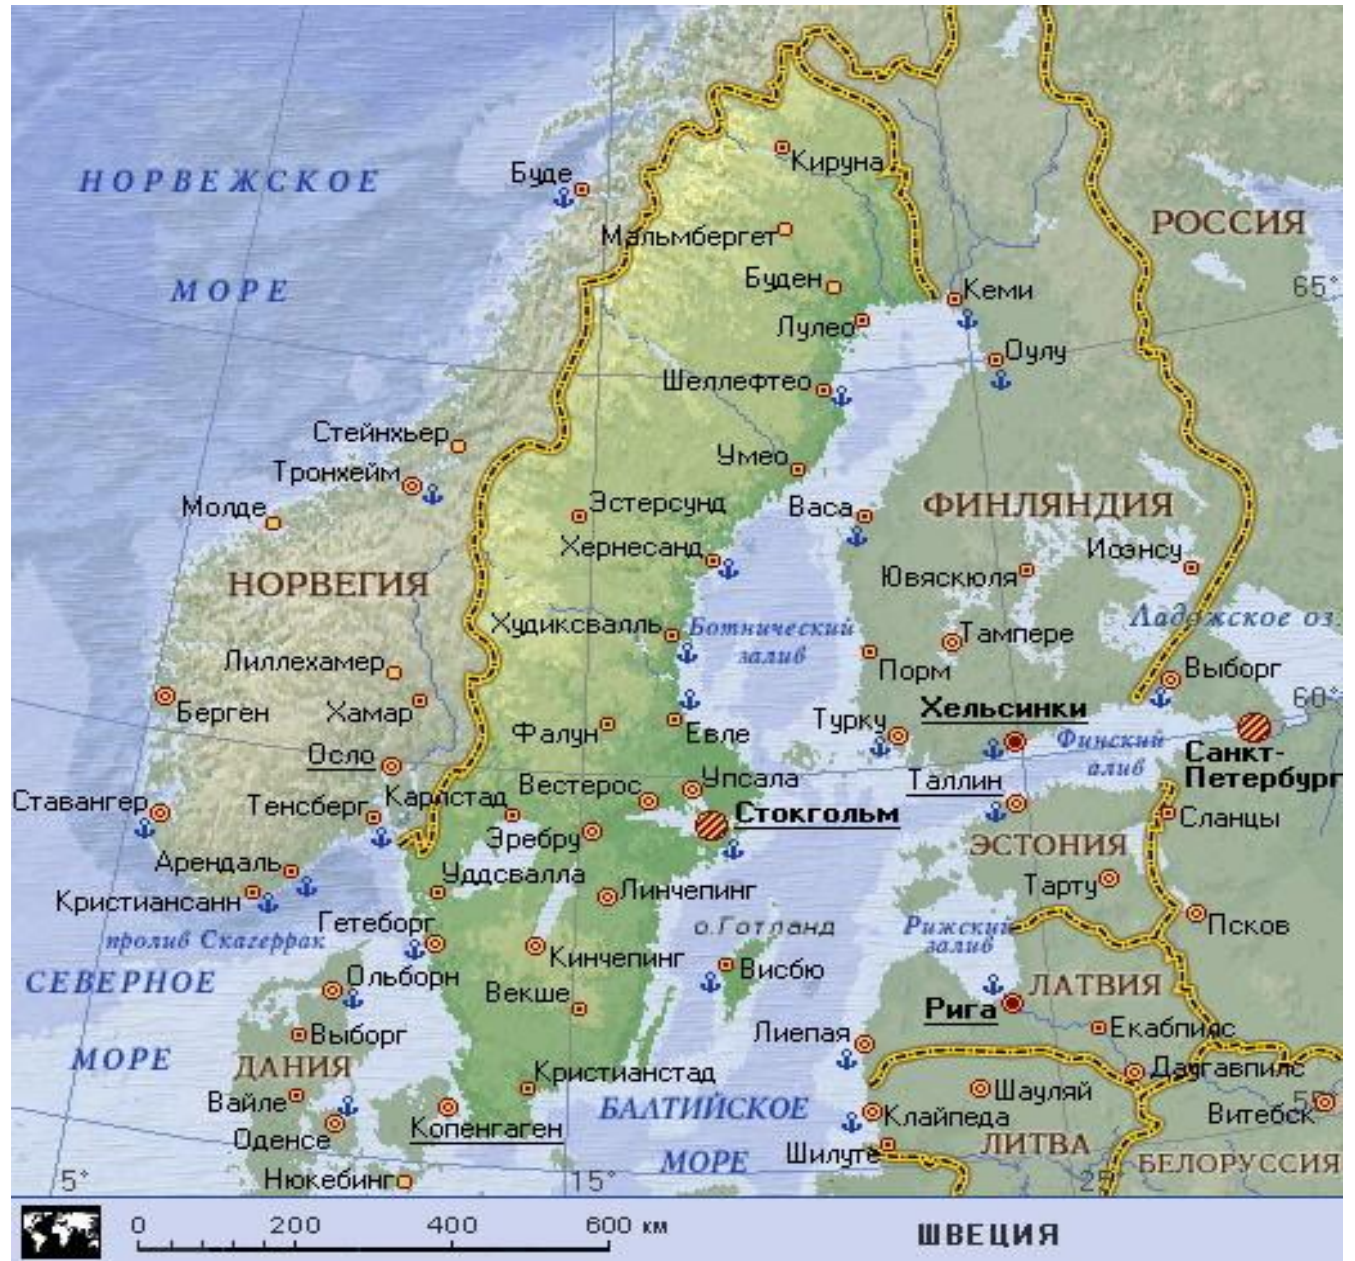 Кируна
Буде
НОРВЕЖСКОЕ
РОССИЯ
Мальмбергет
МОРЕ
Буден
Кеми
65°
Лулео
Оулу
Шеллефтео
Стейнхьер
Умео
Тронхейм
Молде
Эстерсунд
Васа
ФИНЛЯНДИЯ
Хернесанд
Иоэнсу
НОРВЕГИЯ
Ювяскюля
Худиксвалль
Ботнический
залив
Ладожское оз.
Тампере
Лиллехамер
Порм
Выборг
Берген
Хамар
Хельсинки
60°
Фалун
Евле
Турку
Финский
алив
Санкт-
Петербург
Осло
Вестерос
Упсала
Таллин
Ставангер
Тенсберг
Карлстад
Стокгольм
Сланцы
Эребру
ЭСТОНИЯ
Арендаль
Уддсвалла
Линчепинг
Тарту
Кристиансанн
Гетеборг
о.Готланд
Рижский
залив
Псков
пролив Скагеррак
Кинчепинг
Висбю
СЕВЕРНОЕ
Ольборн
Векше
ЛАТВИЯ
Рига
Выборг
Лиепая
Екабпилс
МОРЕ
ДАНИЯ
Кристианстад
Даугавпилс
Вайле
БАЛТИЙСКОЕ
Шауляй
55°
Оденсе
Копенгаген
Клайпеда
Витебск
МОРЕ
Шилуте
ЛИТВА
БЕЛОРУССИЯ
5°
Нюкебинг
15°
25
0 200 400 600 км
ШВЕЦИЯ